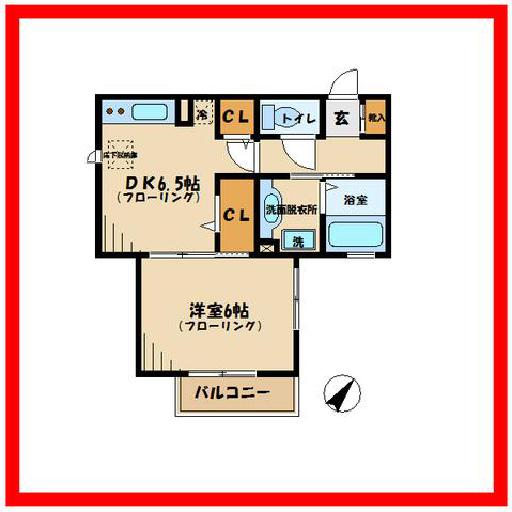 冷
CL
トイレ
玄
靴入
床下収納庫
DK6.5帖
(フローリング)
CL
洗面脱衣所
浴室
洗
洋室6帖
(フローリング)
バルコニー